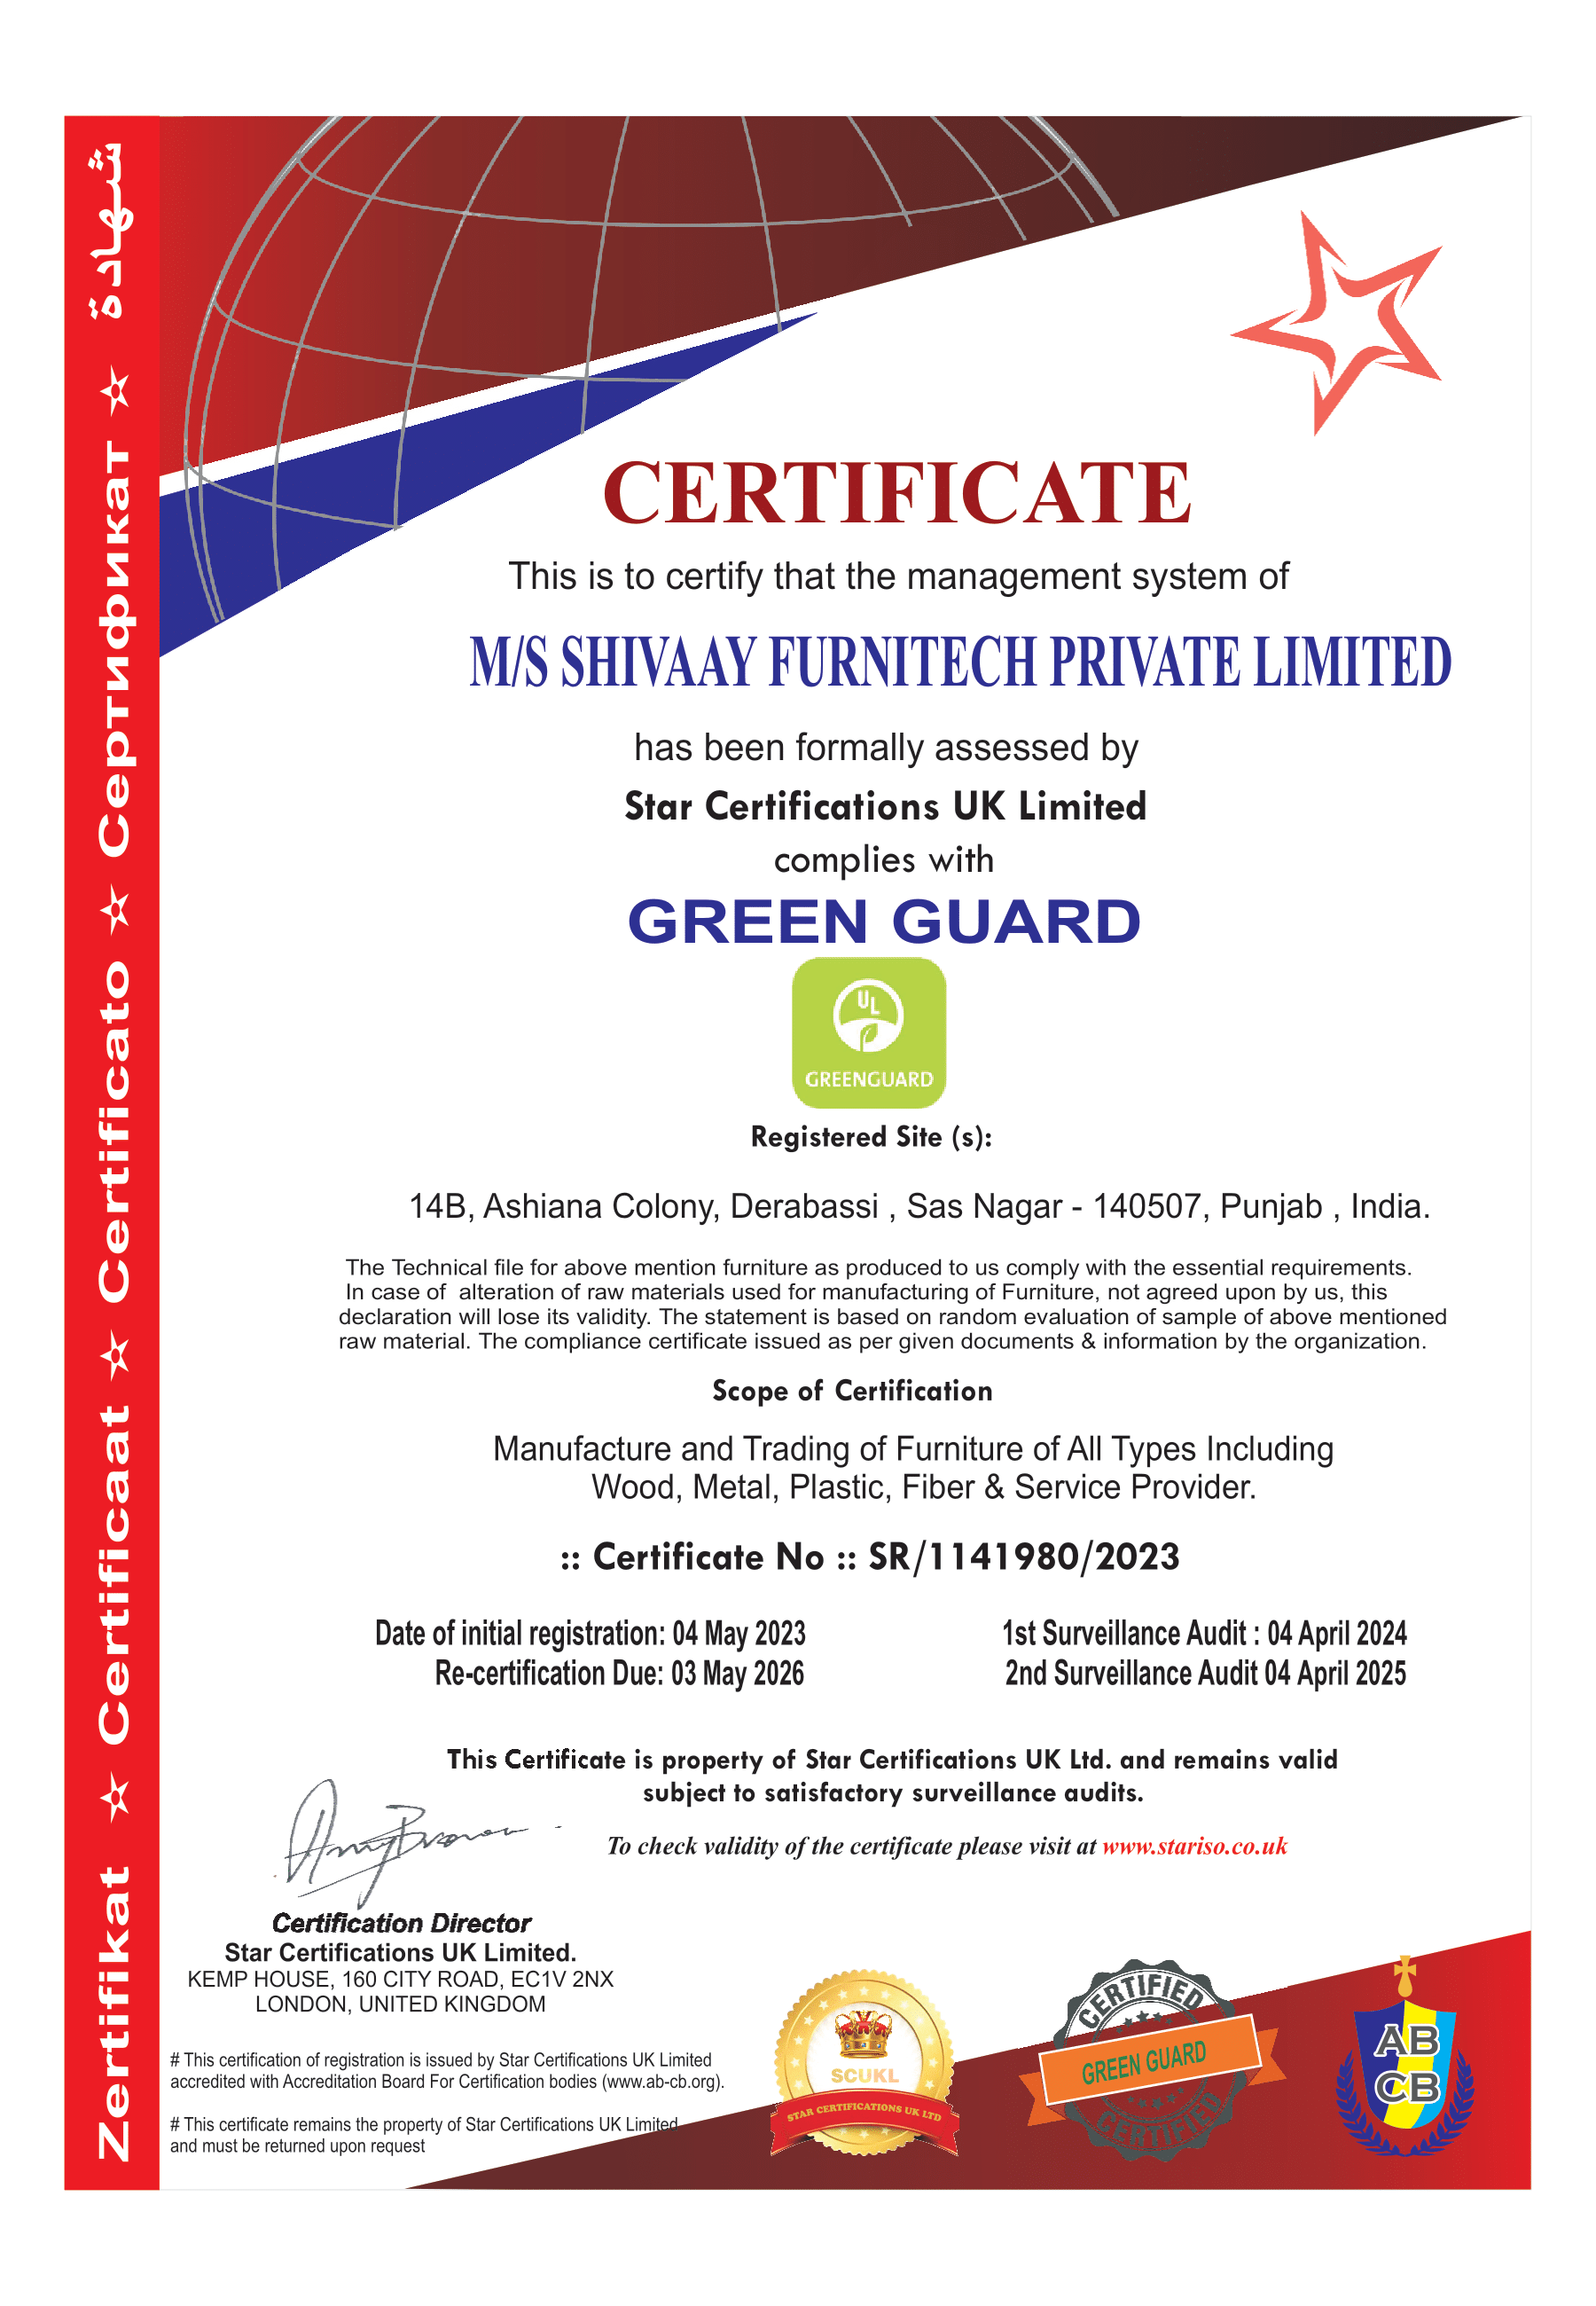 شهادة
Zertifikat ★ Certificaat ★ Certificato ★ Сертификат ★
CERTIFICATE
This is to certify that the management system of
M/S SHIVAAY FURNITECH PRIVATE LIMITED
has been formally assessed by
Star Certifications UK Limited
complies with
GREEN GUARD
UL
GREENGUARD
Registered Site (s):
14B, Ashiana Colony, Derabassi , Sas Nagar - 140507, Punjab , India.
The Technical file for above mention furniture as produced to us comply with the essential requirements.
In case of alteration of raw materials used for manufacturing of Furniture, not agreed upon by us, this
declaration will lose its validity. The statement is based on random evaluation of sample of above mentioned
raw material. The compliance certificate issued as per given documents & information by the organization.
Scope of Certification
Manufacture and Trading of Furniture of All Types Including
Wood, Metal, Plastic, Fiber & Service Provider.
:: Certificate No :: SR/1141980/2023
Date of initial registration: 04 May 2023
Re-certification Due: 03 May 2026
1st Surveillance Audit : 04 April 2024
2nd Surveillance Audit 04 April 2025
This Certificate is property of Star Certifications UK Ltd. and remains valid
subject to satisfactory surveillance audits.
To check validity of the certificate please visit at www.stariso.co.uk
Certification Director
Star Certifications UK Limited.
KEMP HOUSE, 160 CITY ROAD, EC1V 2NX
LONDON, UNITED KINGDOM
# This certification of registration is issued by Star Certifications UK Limited
accredited with Accreditation Board For Certification bodies (www.ab-cb.org).
# This certificate remains the property of Star Certifications UK Limited
and must be returned upon request
SCUKL
STAR CERTIFICATIONS UK LTD
CERTIFIED
GREEN GUARD
CERTIFIED
AB
CB